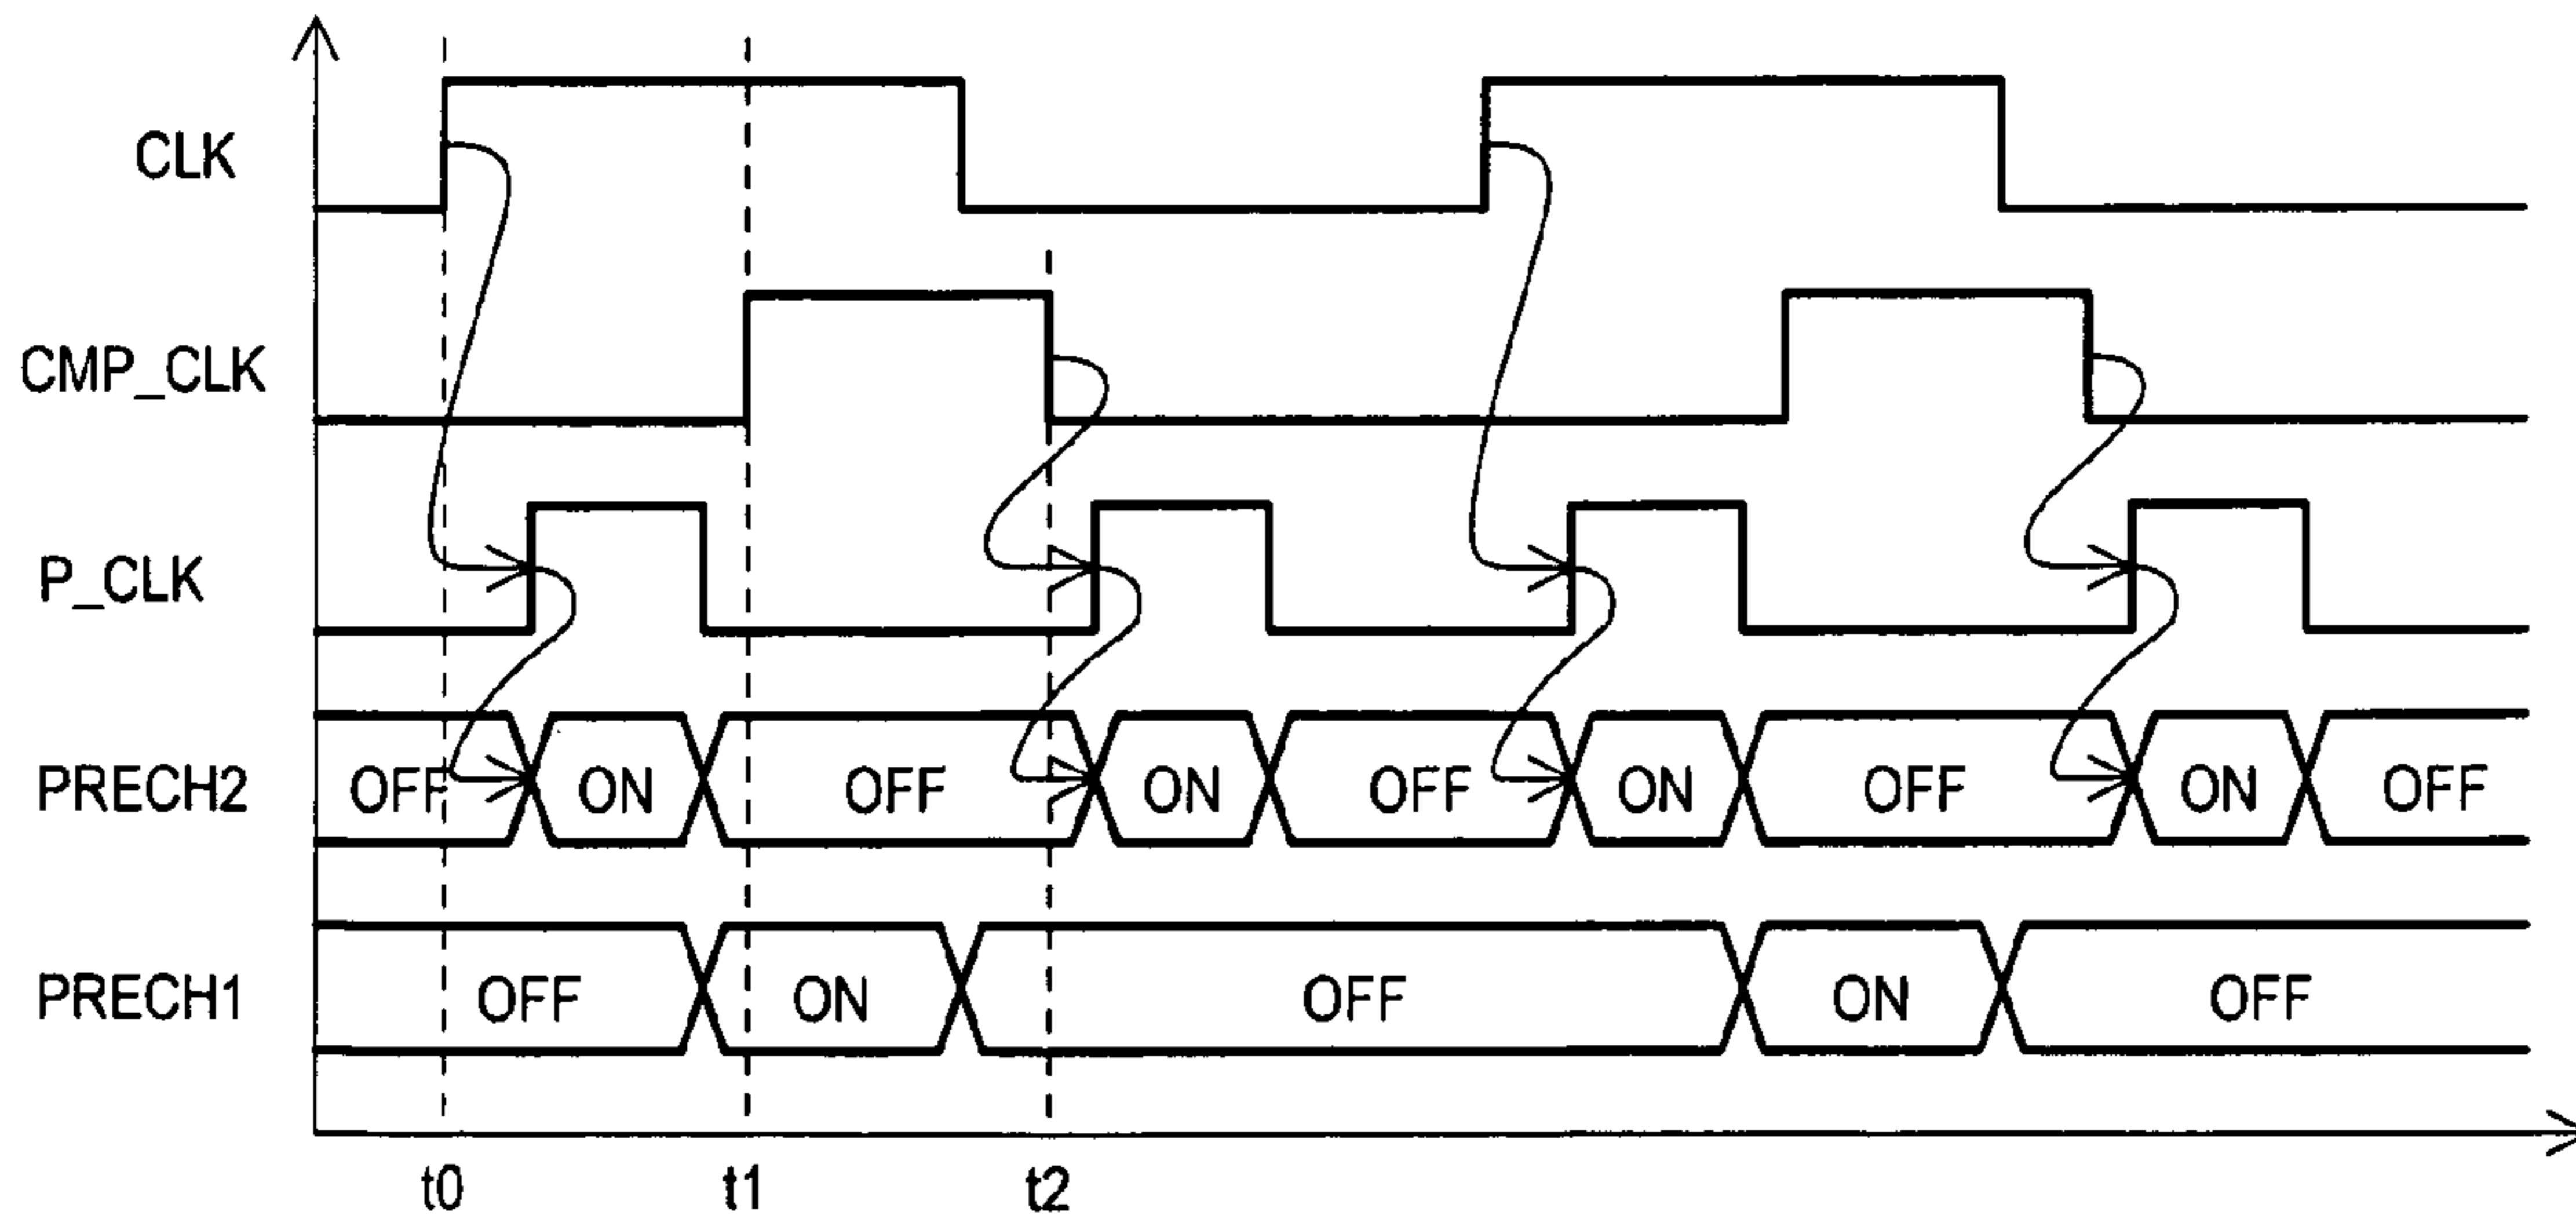 CLK
CMP_CLK
P_CLK
PRECH2 OFF ON OFF ON OFF ON OFF ON OFF
PRECH1 OFF ON OFF ON OFF
t0 t1 t2